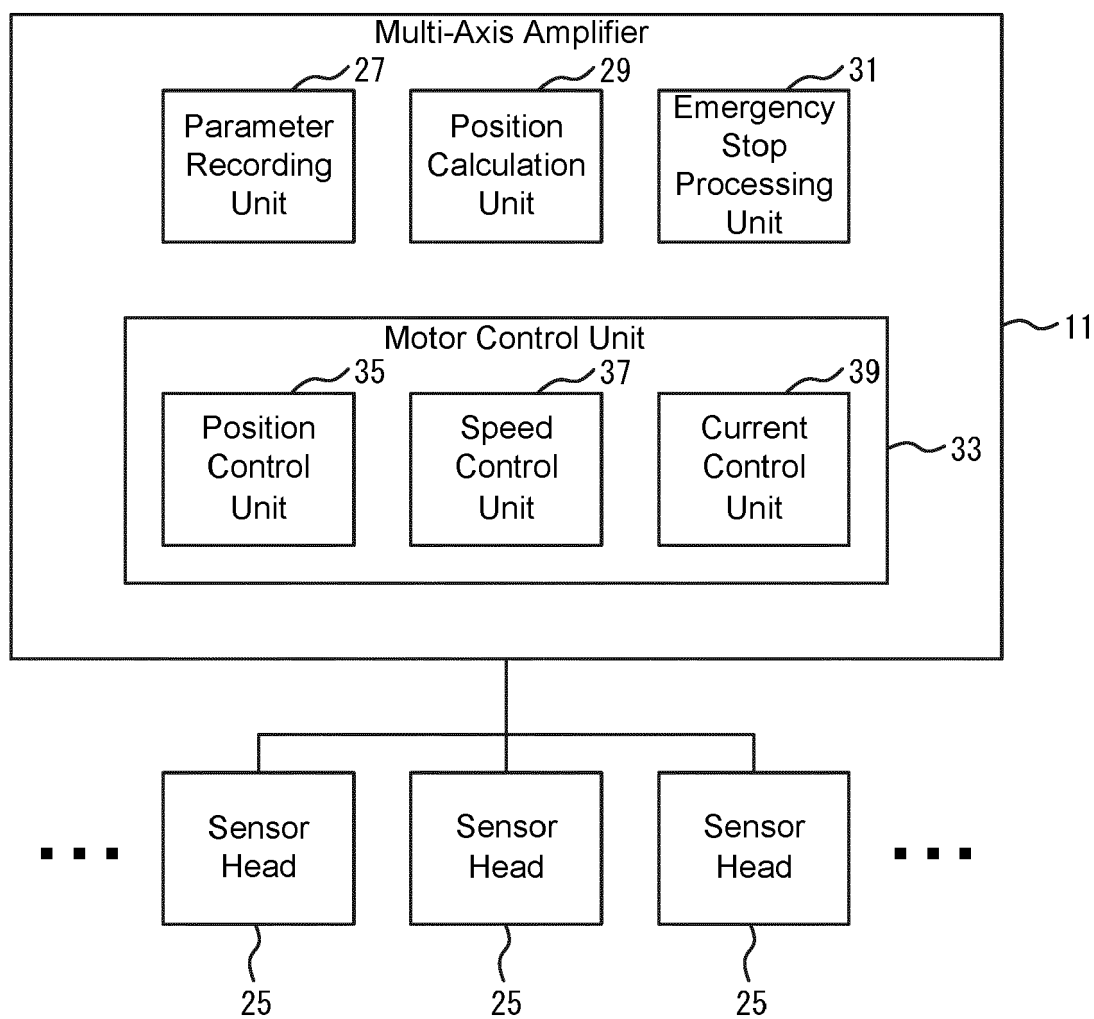 Multi-Axis Amplifier
27
29
31
Parameter
Recording
Unit
Position
Calculation
Unit
Emergency
Stop
Processing
Unit
11
Motor Control Unit
35
37
39
Position
Control
Unit
Speed
Control
Unit
Current
Control
Unit
33
Sensor
Head
Sensor
Head
Sensor
Head
25
25
25